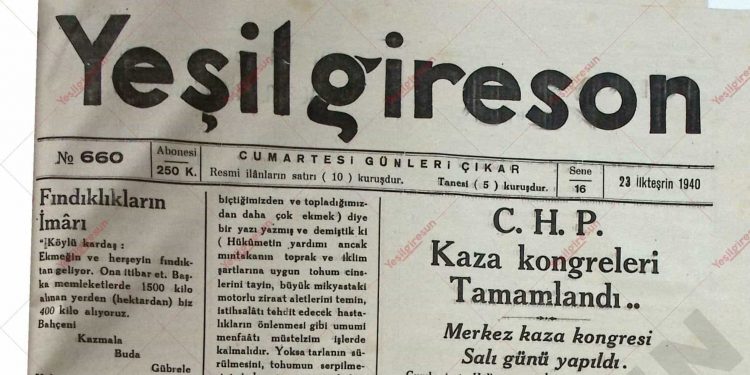 Yeşilgireson
№ 660
Abonesi
250 K.
CUMARTESİ GÜNLERİ ÇIKAR
Resmi ilânların satırı ( 10 ) kuruşdur. Tanesi ( 5 ) kuruşdur.
Sene
16
23 İlkteşrin 1940
Fındıklıkların
İmârı
"Köylü kardaş :
Ekmeğin ve herşeyin fındık-
tan geliyor. Ona itibar et. Baş-
ka memleketlerde 1500 kilo
alınan yerden (hektardan) biz
400 kilo alıyoruz.
Bahçeni
Kazmala
Buda
Gübrele
biçtiğimizden ve topladığımız-
dan daha çok ekmek) diye
bir yazı yazmış ve demiştik ki
( Hükûmetin yardımı ancak
mıntakanın toprak ve iklim
şartlarına uygun tohum cins-
lerini tayin, büyük mikyastaki
motorlu ziraat aletlerini temin,
istihsalâtı tehdit edecek hasta-
lıkların önlenmesi gibi umumi
menfaâtı müstelzim işlerde
kalmalıdır. Yoksa tarlanın sü-
rülmesini, tohumun serpilme-
C. H. P.
Kaza kongreleri
Tamamlandı ..
Merkez kaza kongresi
Salı günü yapıldı .